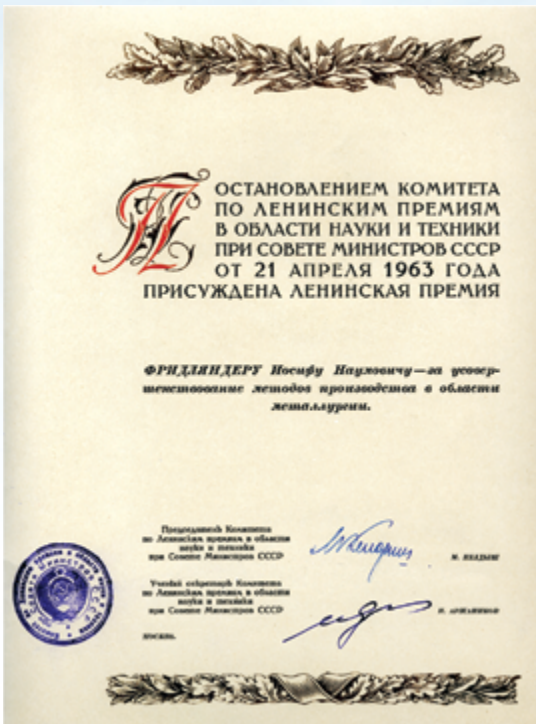 ПОСТАНОВЛЕНИЕМ КОМИТЕТА
ПО ЛЕНИНСКИМ ПРЕМИЯМ
В ОБЛАСТИ НАУКИ И ТЕХНИКИ
ПРИ СОВЕТЕ МИНИСТРОВ СССР
ОТ 21 АПРЕЛЯ 1963 ГОДА
ПРИСУЖДЕНА ЛЕНИНСКАЯ ПРЕМИЯ
ФРИДЛЯНДЕРУ Иосифу Наумовичу—за усовер-
шенствование методов производства в области
металлургии.
Председатель Комитета
по Ленинским премиям в области
науки и техники
при Совете Министров СССР
М. КЕЛДЫШ
Учёный секретарь Комитета
по Ленинским премиям в области
науки и техники
при Совете Министров СССР
Н. АРЖАНИКОВ
МОСКВА.